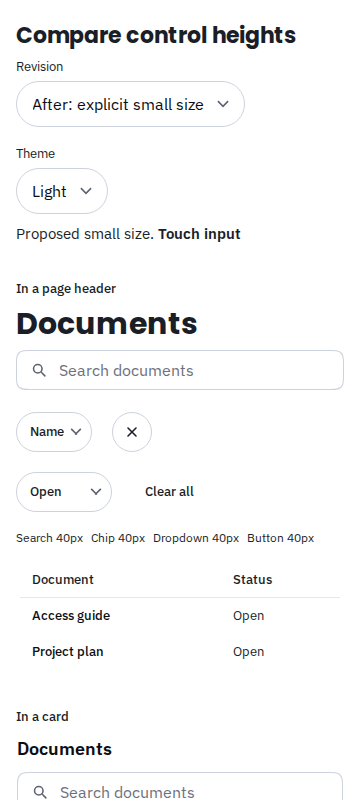 Compare control heights
Revision
After: explicit small size
Theme
Light
Proposed small size. Touch input
In a page header
Documents
Search documents
Name
Open Clear all
Search 40px Chip 40px Dropdown 40px Button 40px
Document Status
Access guide Open
Project plan Open
In a card
Documents
Search documents